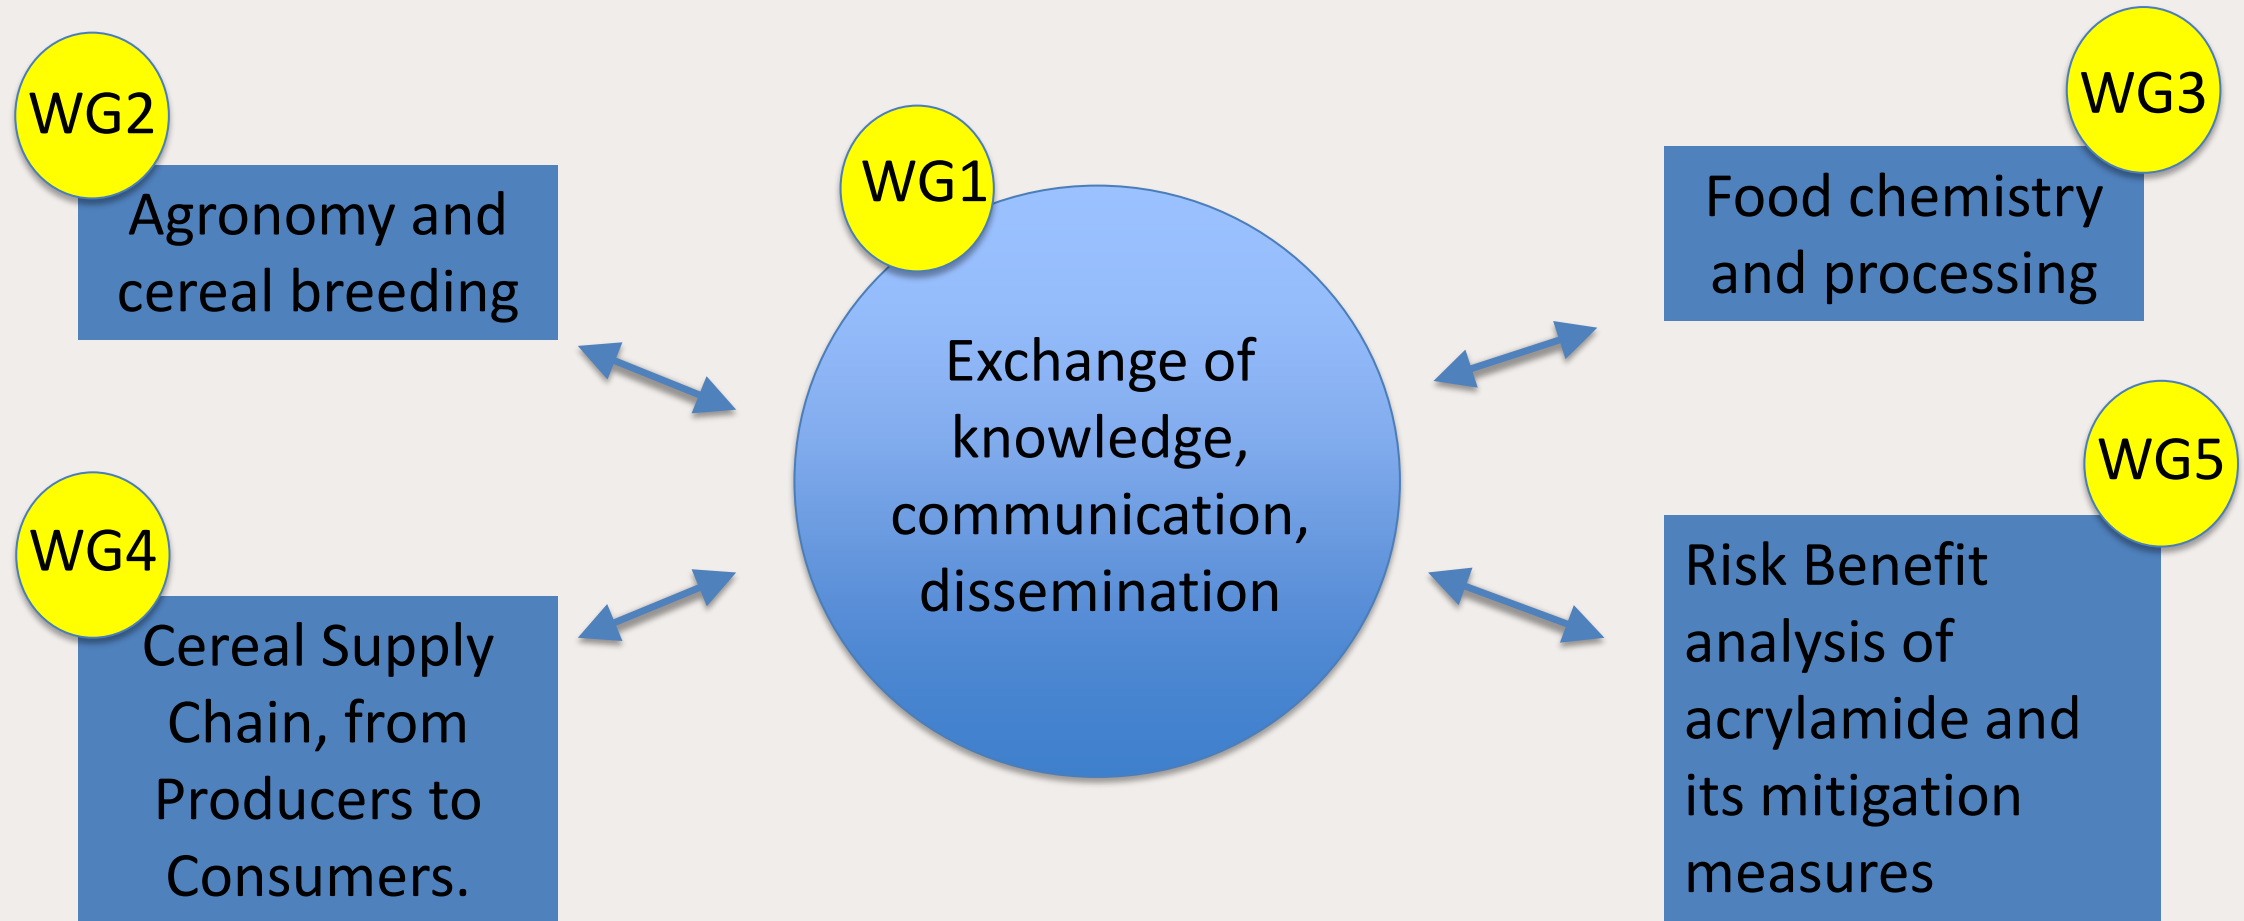 WG2
Agronomy and
cereal breeding
WG1
Exchange of
knowledge,
communication,
dissemination
WG3
Food chemistry
and processing
WG4
Cereal Supply
Chain, from
Producers to
Consumers.
WG5
Risk Benefit
analysis of
acrylamide and
its mitigation
measures